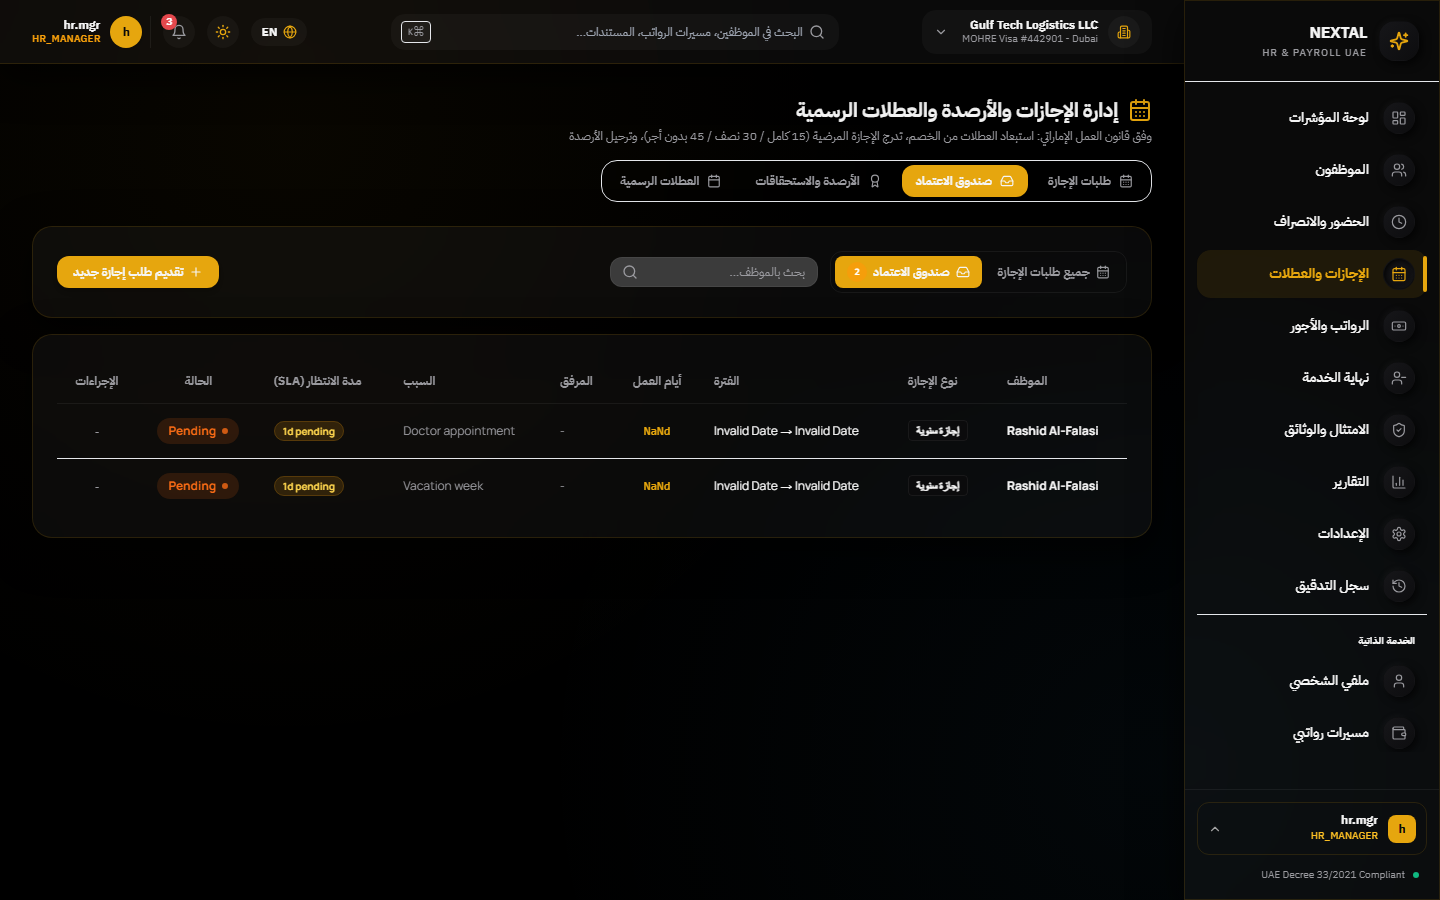 NEXTAL
HR & PAYROLL UAE
لوحة المؤشرات
الموظفون
الحضور والانصراف
الإجازات والعطلات
الرواتب والأجور
نهاية الخدمة
الامتثال والوثائق
التقارير
الإعدادات
سجل التدقيق
الخدمة الذاتية
ملفي الشخصي
مسيرات رواتبي
h
hr.mgr
HR_MANAGER
UAE Decree 33/2021 Compliant
Gulf Tech Logistics LLC
MOHRE Visa #442901 - Dubai
البحث في الموظفين، مسيرات الرواتب، المستندات...
⌘K
EN
3
h
hr.mgr
HR_MANAGER
إدارة الإجازات والأرصدة والعطلات الرسمية
وفق قانون العمل الإماراتي: استبعاد العطلات من الخصم، تدرج الإجازة المرضية (15 كامل / 30 نصف / 45 بدون أجر)، وترحيل الأرصدة
طلبات الإجازة صندوق الاعتماد الأرصدة والاستحقاقات العطلات الرسمية
جميع طلبات الإجازة صندوق الاعتماد 2 بحث بالموظف... + تقديم طلب إجازة جديد
الموظف نوع الإجازة الفترة أيام العمل المرفق السبب مدة الانتظار (SLA) الحالة الإجراءات
Rashid Al-Falasi إجازة سنوية Invalid Date → Invalid Date NaNd - Doctor appointment 1d pending Pending -
Rashid Al-Falasi إجازة سنوية Invalid Date → Invalid Date NaNd - Vacation week 1d pending Pending -